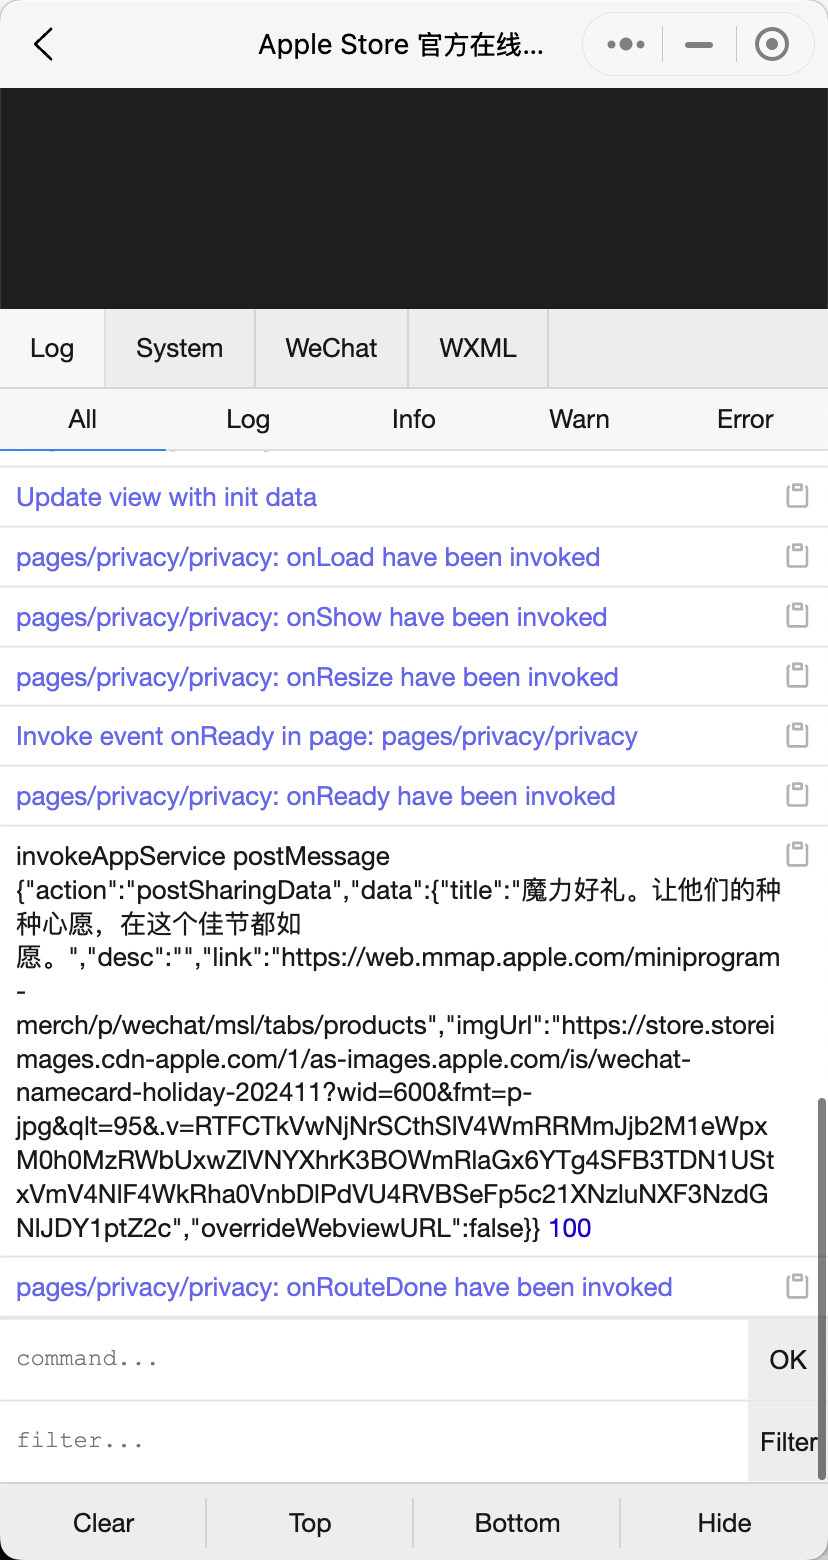 Apple Store 官方在线...
Log System WeChat WXML
All Log Info Warn Error
Update view with init data
pages/privacy/privacy: onLoad have been invoked
pages/privacy/privacy: onShow have been invoked
pages/privacy/privacy: onResize have been invoked
Invoke event onReady in page: pages/privacy/privacy
pages/privacy/privacy: onReady have been invoked
invokeAppService postMessage
{"action":"postSharingData","data":{"title":"魔力好礼。让他们的种
种心愿，在这个佳节都如
愿。","desc":"","link":"https://web.mmap.apple.com/miniprogram
-
merch/p/wechat/msl/tabs/products","imgUrl":"https://store.storei
mages.cdn-apple.com/1/as-images.apple.com/is/wechat-
namecard-holiday-202411?wid=600&fmt=p-
jpg&qlt=95&.v=RTFCTkVwNjNrSCthSlV4WmRRMmJjb2M1eWpx
M0h0MzRWbUxwZlVNYXhrK3BOWmRlaGx6YTg4SFB3TDN1USt
xVmV4NlF4WkRha0VnbDlPdVU4RVBSeFp5c21XNzluNXF3NzdG
NlJDY1ptZ2c","overrideWebviewURL":false}} 100
pages/privacy/privacy: onRouteDone have been invoked
command...
OK
filter...
Filter
Clear Top Bottom Hide